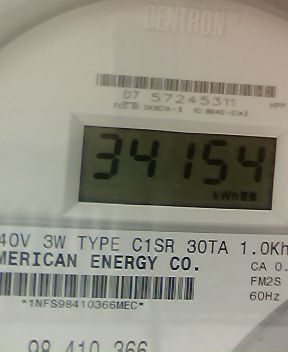 CENTRON®
07 57245311
34154
kWh
40V 3W TYPE C1SR 30TA 1.0Kh
MERICAN ENERGY CO.
CA 0.
FM2S
*1NFS98410366MEC*
60Hz
98 410 366